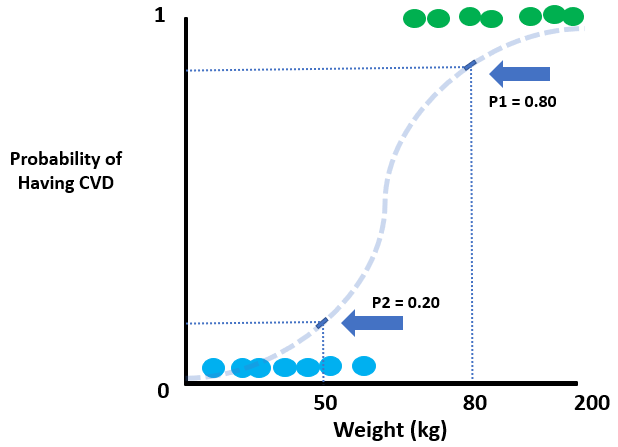 1
P1 = 0.80
Probability of
Having CVD
P2 = 0.20
0
50
80
200
Weight (kg)